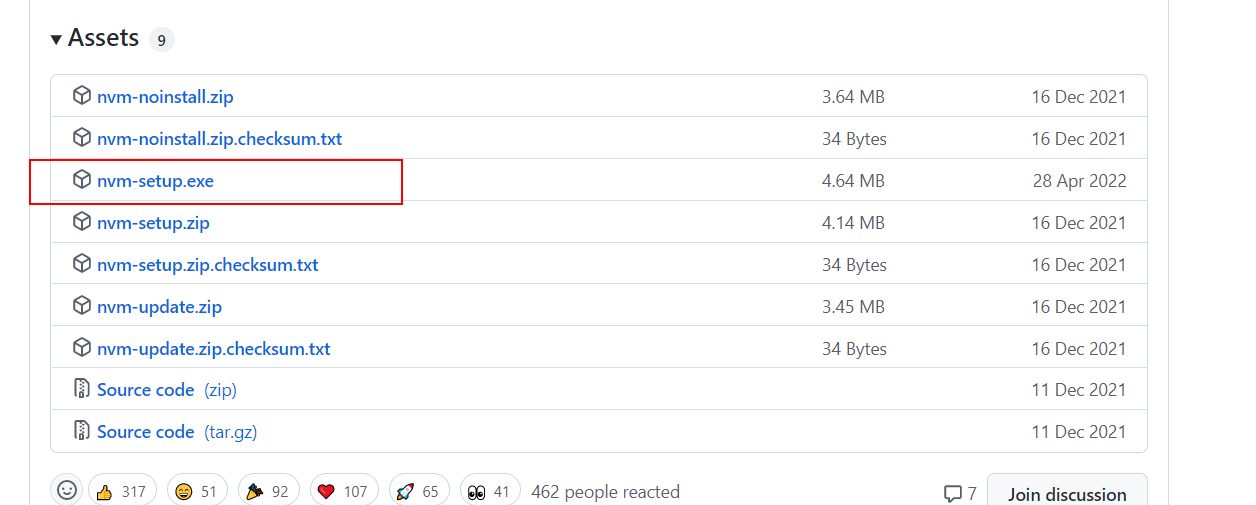 Assets 9
nvm-noinstall.zip 3.64 MB 16 Dec 2021
nvm-noinstall.zip.checksum.txt 34 Bytes 16 Dec 2021
nvm-setup.exe 4.64 MB 28 Apr 2022
nvm-setup.zip 4.14 MB 16 Dec 2021
nvm-setup.zip.checksum.txt 34 Bytes 16 Dec 2021
nvm-update.zip 3.45 MB 16 Dec 2021
nvm-update.zip.checksum.txt 34 Bytes 16 Dec 2021
Source code (zip) 11 Dec 2021
Source code (tar.gz) 11 Dec 2021
317 51 92 107 65 41 462 people reacted 7 Join discussion